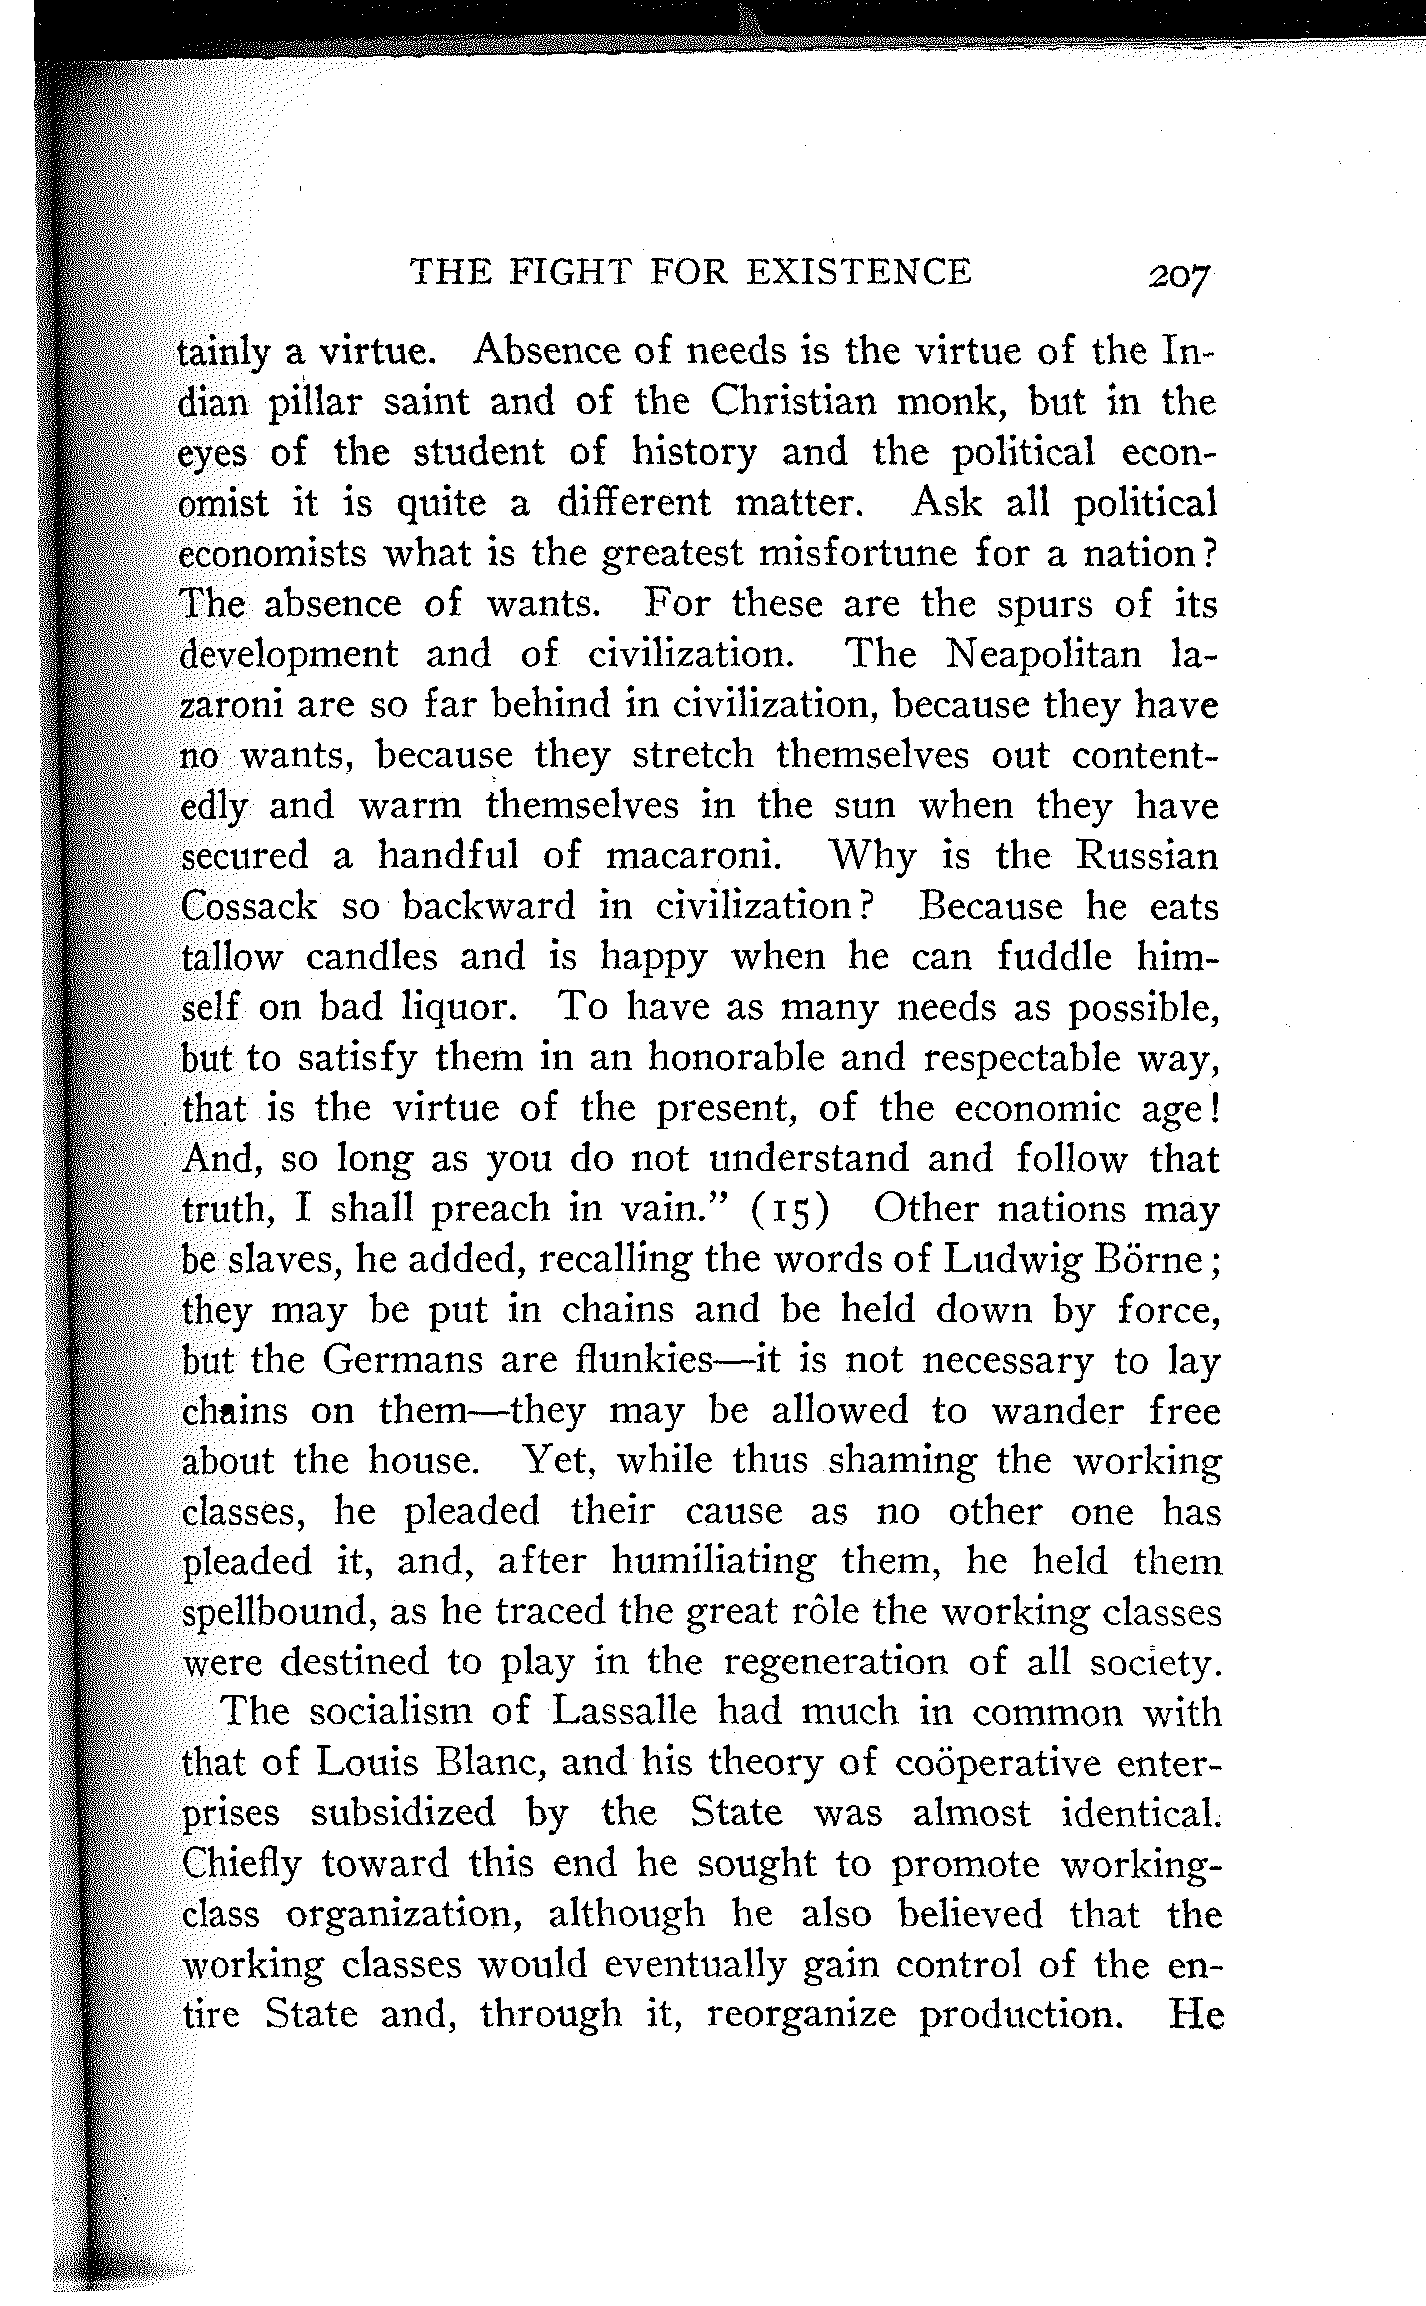 THE FIGHT FOR EXISTENCE 207
tainly a virtue. Absence of needs is the virtue of the In-
dian pillar saint and of the Christian monk, but in the
eyes of the student of history and the political econ-
omist it is quite a different matter. Ask all political
economists what is the greatest misfortune for a nation?
The absence of wants. For these are the spurs of its
development and of civilization. The Neapolitan la-
zaroni are so far behind in civilization, because they have
no wants, because they stretch themselves out content-
edly and warm themselves in the sun when they have
secured a handful of macaroni. Why is the Russian
Cossack so backward in civilization? Because he eats
tallow candles and is happy when he can fuddle him-
self on bad liquor. To have as many needs as possible,
but to satisfy them in an honorable and respectable way,
that is the virtue of the present, of the economic age!
And, so long as you do not understand and follow that
truth, I shall preach in vain.” (15) Other nations may
be slaves, he added, recalling the words of Ludwig Börne;
they may be put in chains and be held down by force,
but the Germans are flunkies—it is not necessary to lay
chains on them—they may be allowed to wander free
about the house. Yet, while thus shaming the working
classes, he pleaded their cause as no other one has
pleaded it, and, after humiliating them, he held them
spellbound, as he traced the great rôle the working classes
were destined to play in the regeneration of all society.
The socialism of Lassalle had much in common with
that of Louis Blanc, and his theory of coöperative enter-
prises subsidized by the State was almost identical.
Chiefly toward this end he sought to promote working-
class organization, although he also believed that the
working classes would eventually gain control of the en-
tire State and, through it, reorganize production. He